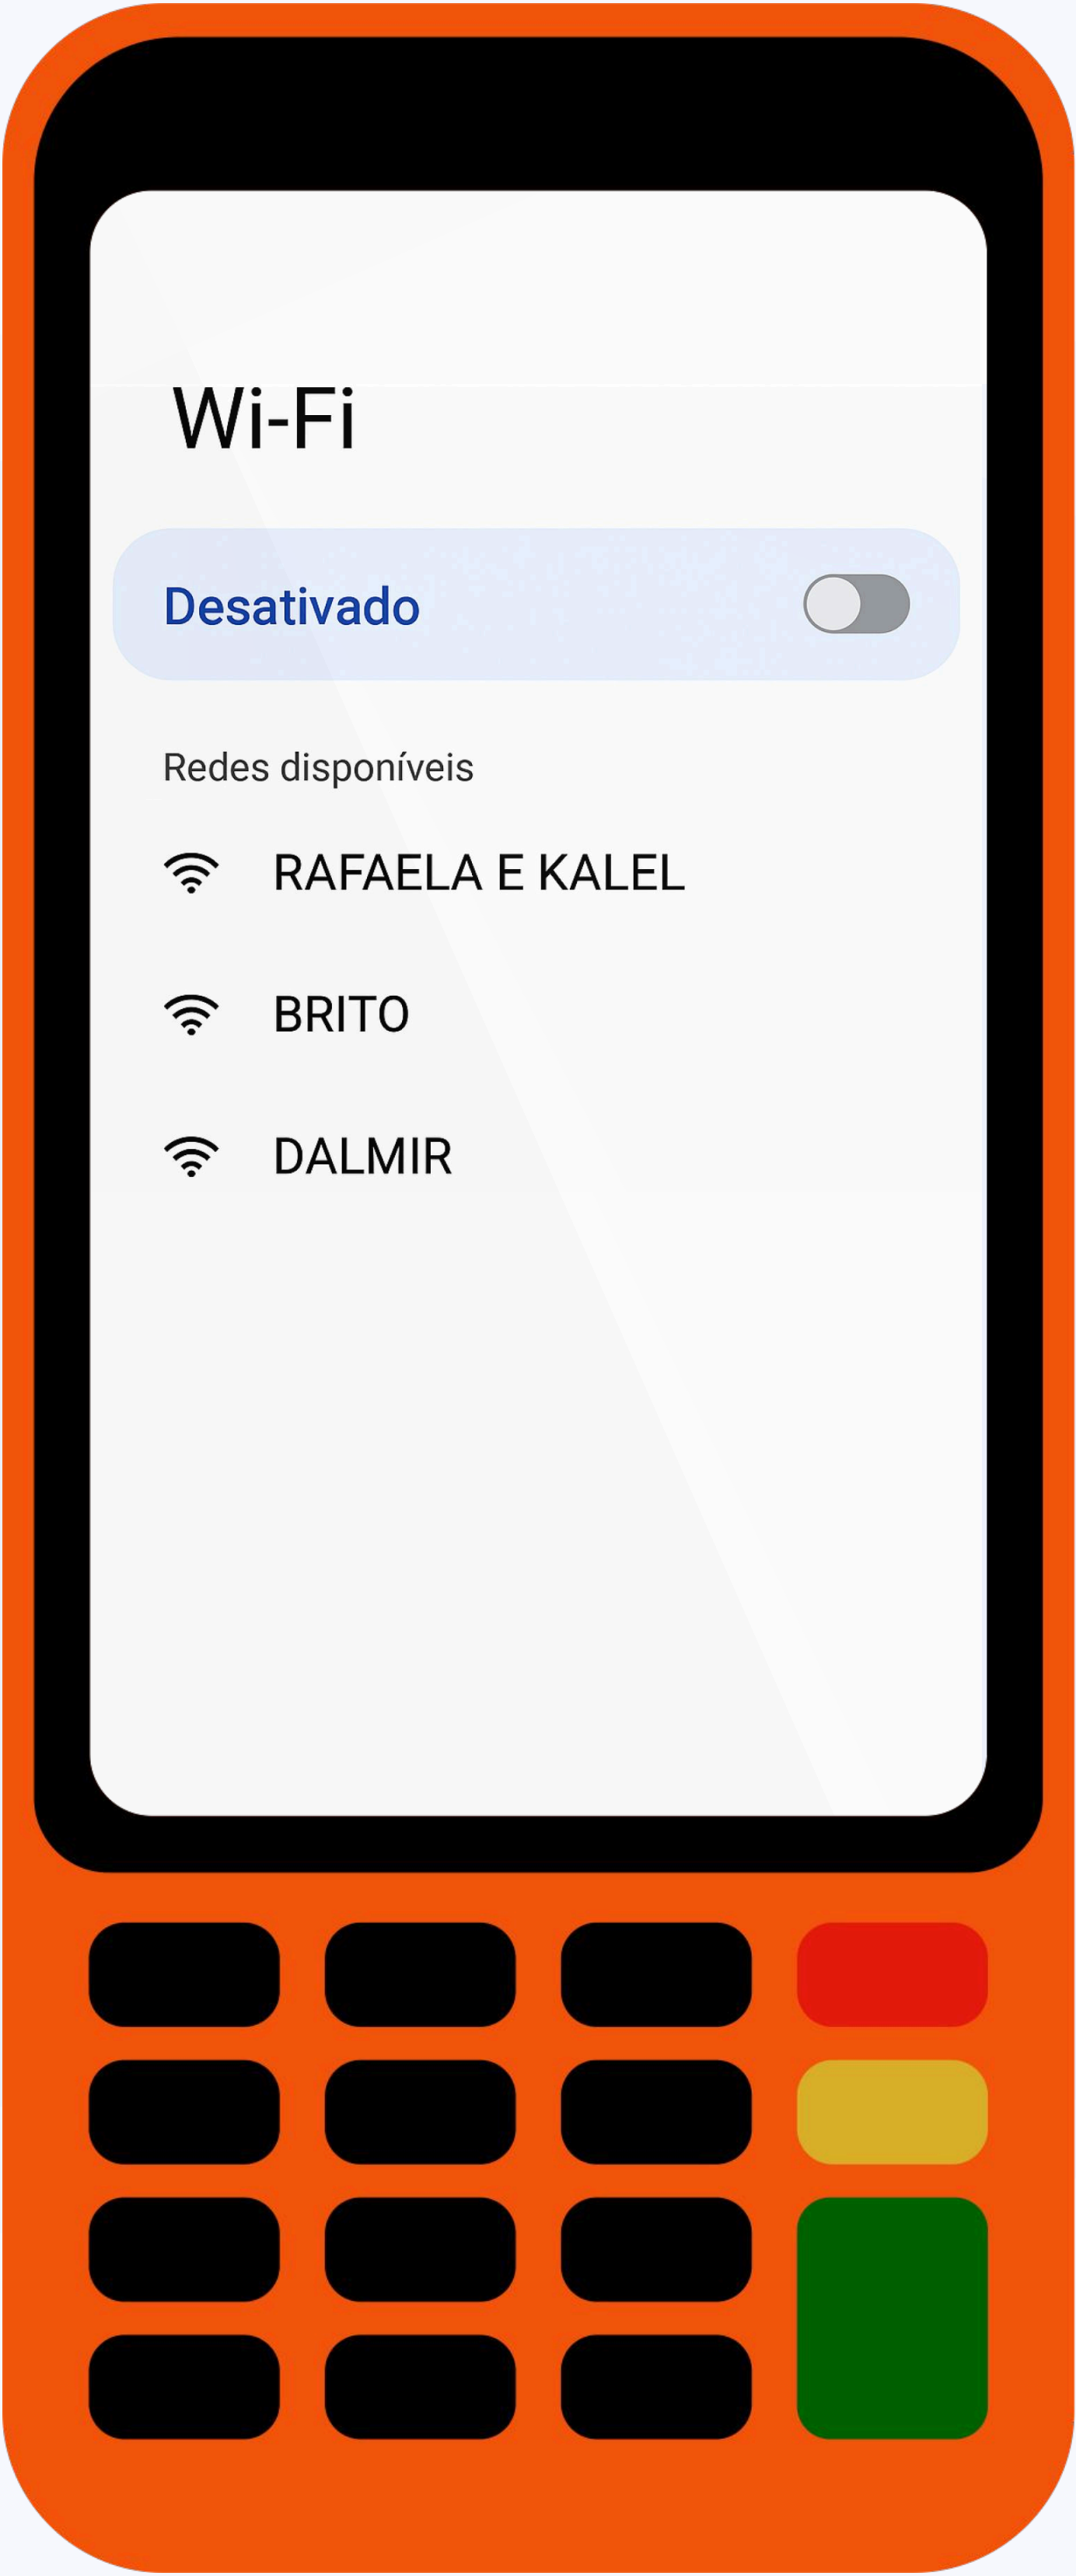 Wi-Fi
Desativado
Redes disponíveis
RAFAELA E KALEL
BRITO
DALMIR